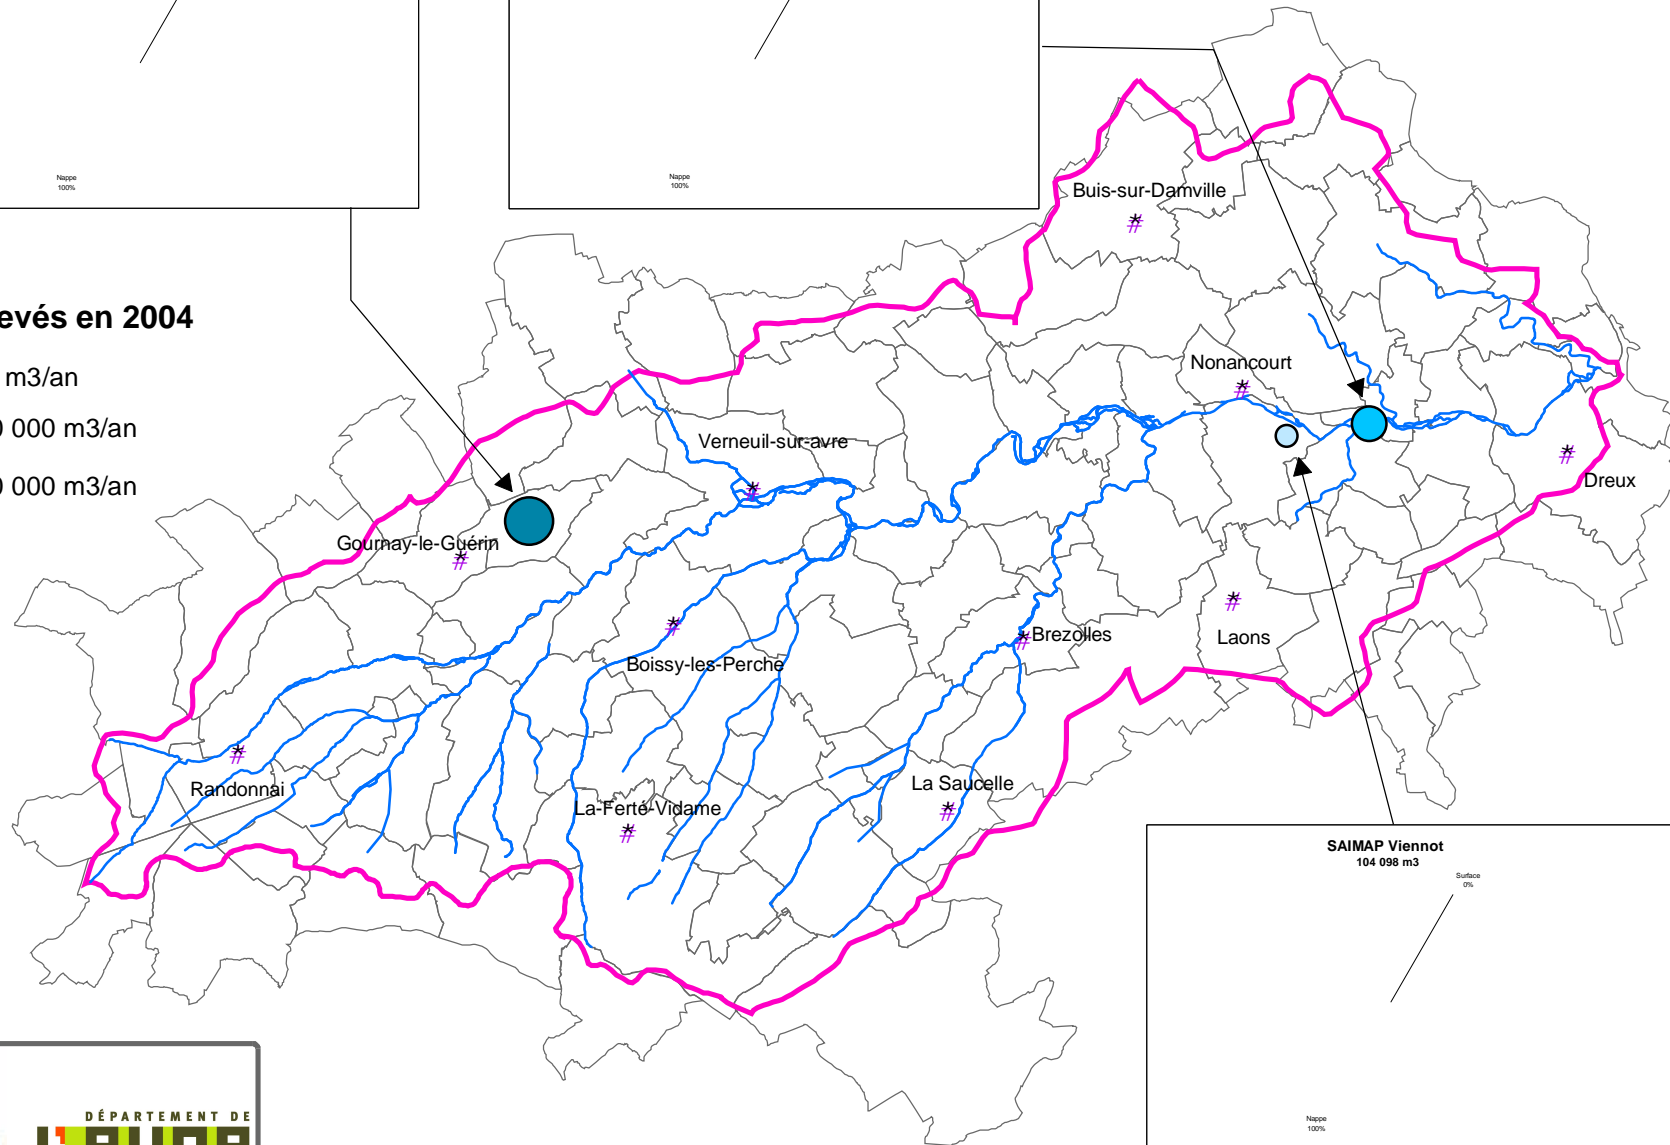 Nappe
100%
Nappe
100%
Buis-sur-Damville
evés en 2004
m3/an
0 000 m3/an
0 000 m3/an
Nonancourt
Verneuil-sur-avre
Dreux
Gournay-le-Guérin
Brezolles
Laons
Boissy-les-Perche
Randonnai
La Saucelle
La-Ferté-Vidame
SAIMAP Viennot
104 098 m3
Surface
0%
Nappe
100%
DÉPARTEMENT DE